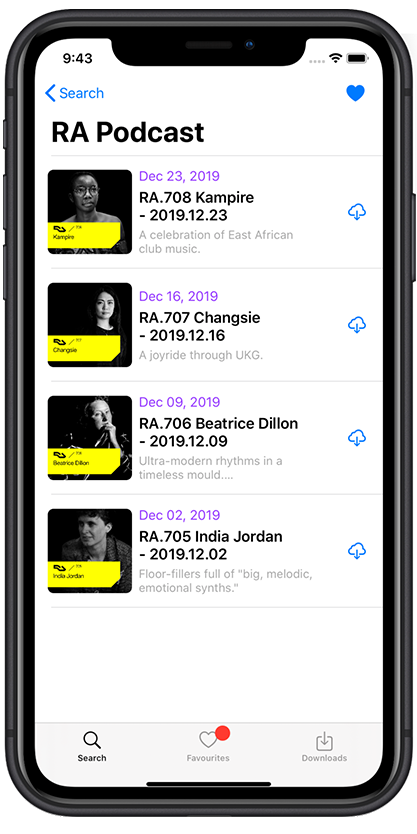 9:43
Search
RA Podcast
Dec 23, 2019
RA.708 Kampire
- 2019.12.23
A celebration of East African
club music.
Kampire
Dec 16, 2019
RA.707 Changsie
- 2019.12.16
A joyride through UKG.
Changsie
Dec 09, 2019
RA.706 Beatrice Dillon
- 2019.12.09
Ultra-modern rhythms in a
timeless mould....
Beatrice Dillon
Dec 02, 2019
RA.705 India Jordan
- 2019.12.02
Floor-fillers full of "big, melodic,
emotional synths."
India Jordan
Search
Favourites
Downloads